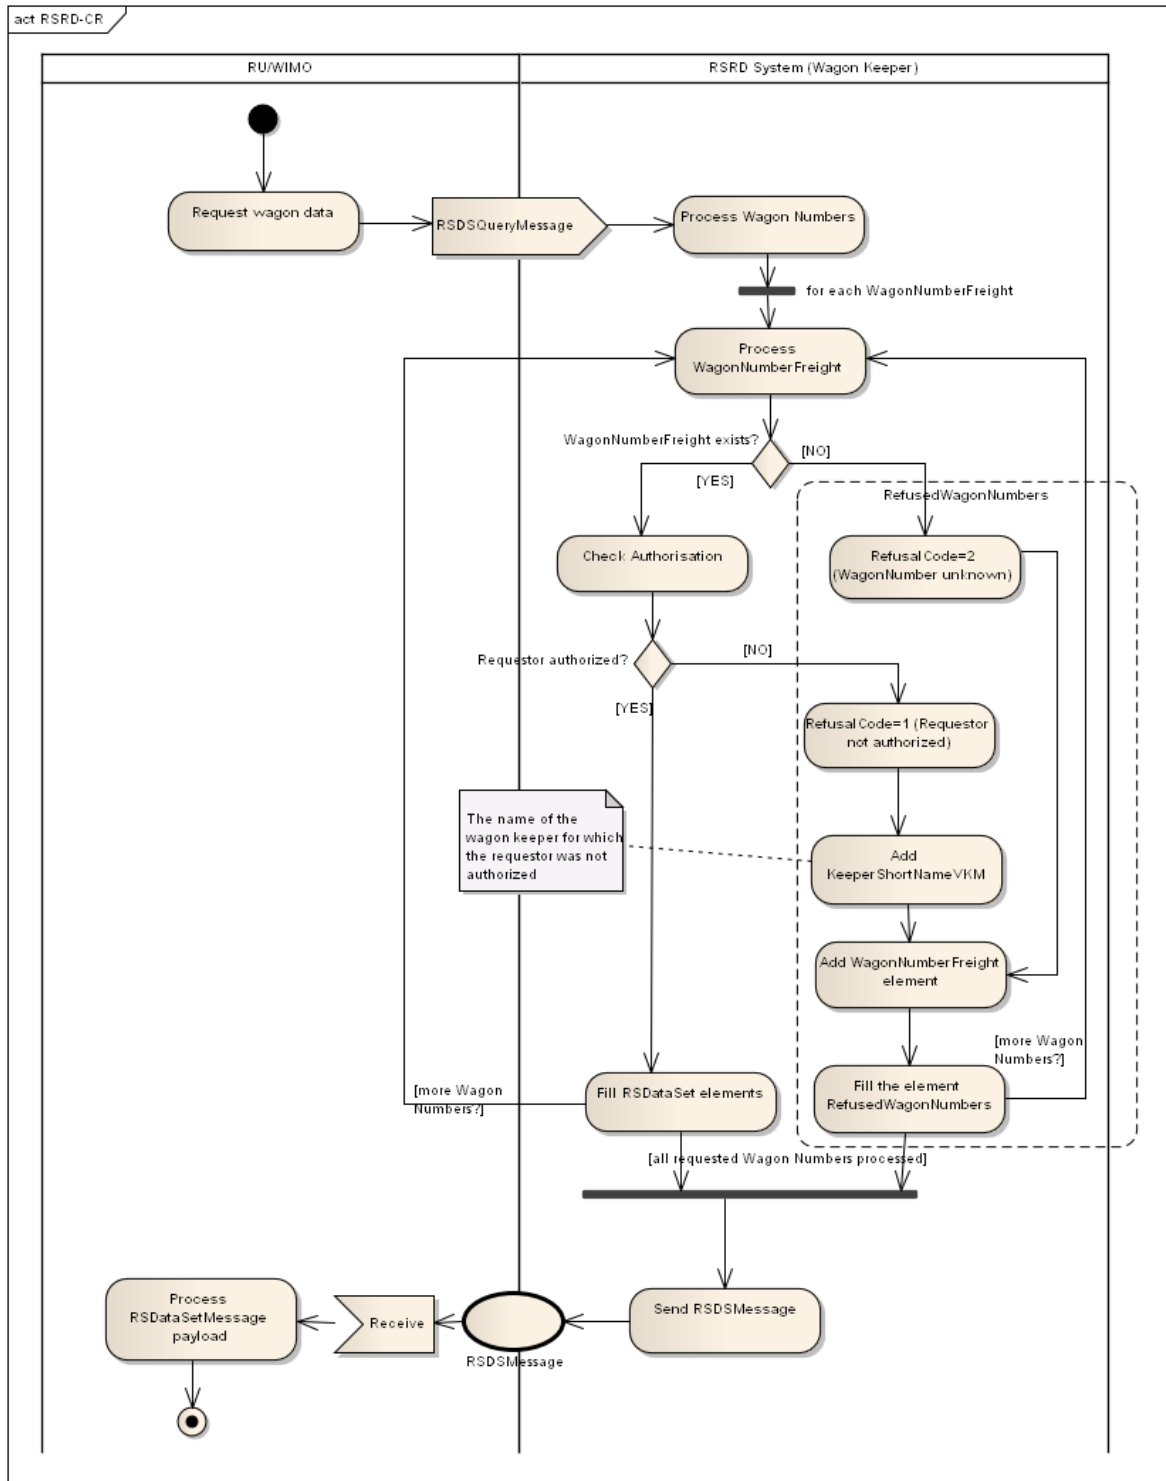 act RSRD-CR
RU/WIMO
RSRD System (Wagon Keeper)
Request wagon data
RSDSQueryMessage
Process Wagon Numbers
for each WagonNumberFreight
Process
WagonNumberFreight
WagonNumberFreight exists?
[NO]
[YES]
RefusedWagonNumbers
Check Authorisation
RefusalCode=2
(WagonNumber unknown)
Requestor authorized?
[NO]
[YES]
RefusalCode=1 (Requestor
not authorized)
The name of the
wagon keeper for which
the requestor was not
authorized
Add
KeeperShortNameVKM
Add WagonNumberFreight
element
[more Wagon
Numbers?]
Fill the element
RefusedWagonNumbers
[more Wagon
Numbers?]
Fill RSDataSet elements
[all requested Wagon Numbers processed]
Process
RSDataSetMessage
payload
Receive
RSDSMessage
Send RSDSMessage